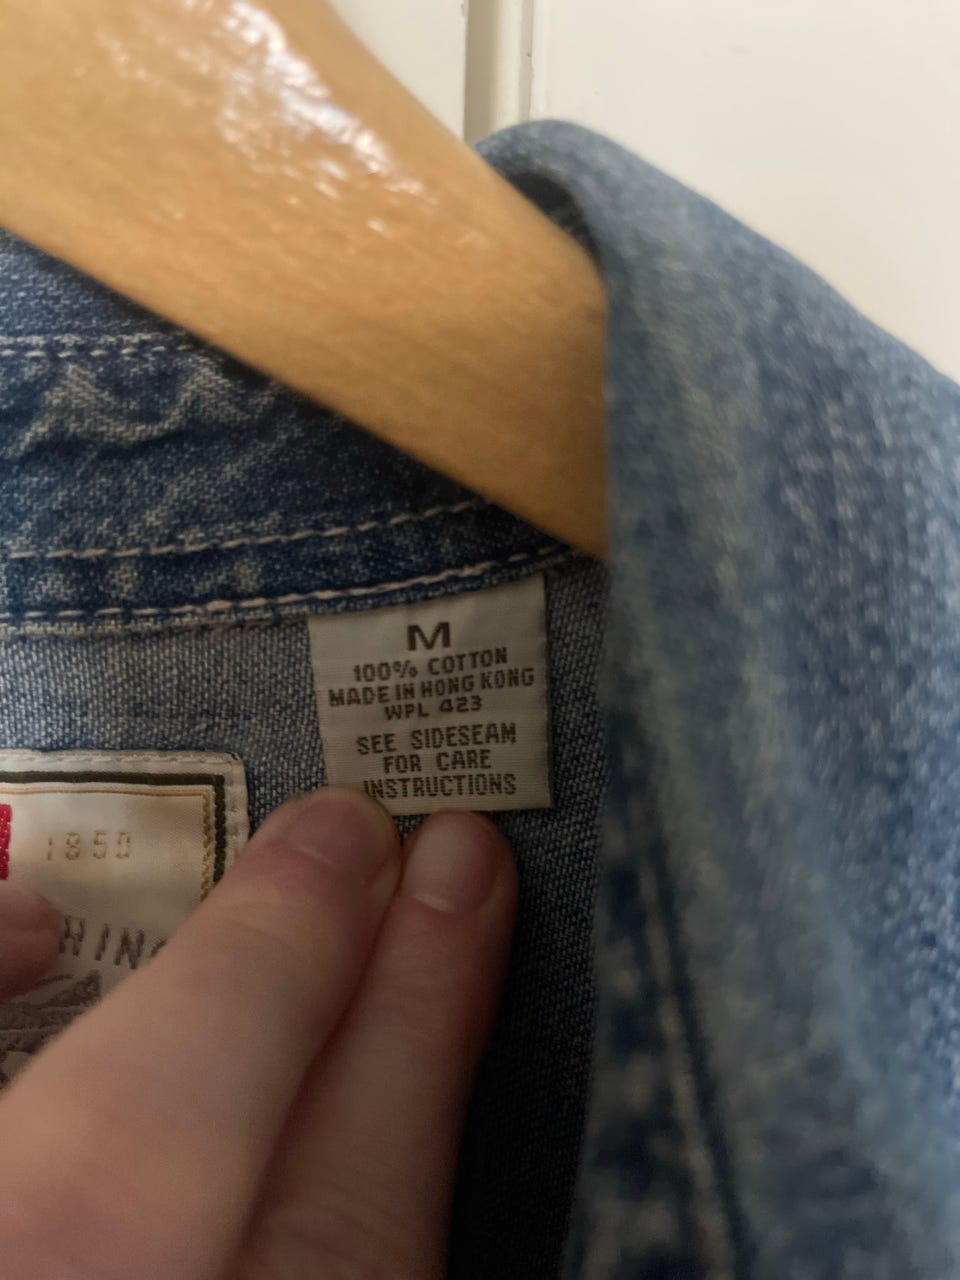 M
100% COTTON
MADE IN HONG KONG
WPL 423
SEE SIDESEAM
FOR CARE
INSTRUCTIONS
1850